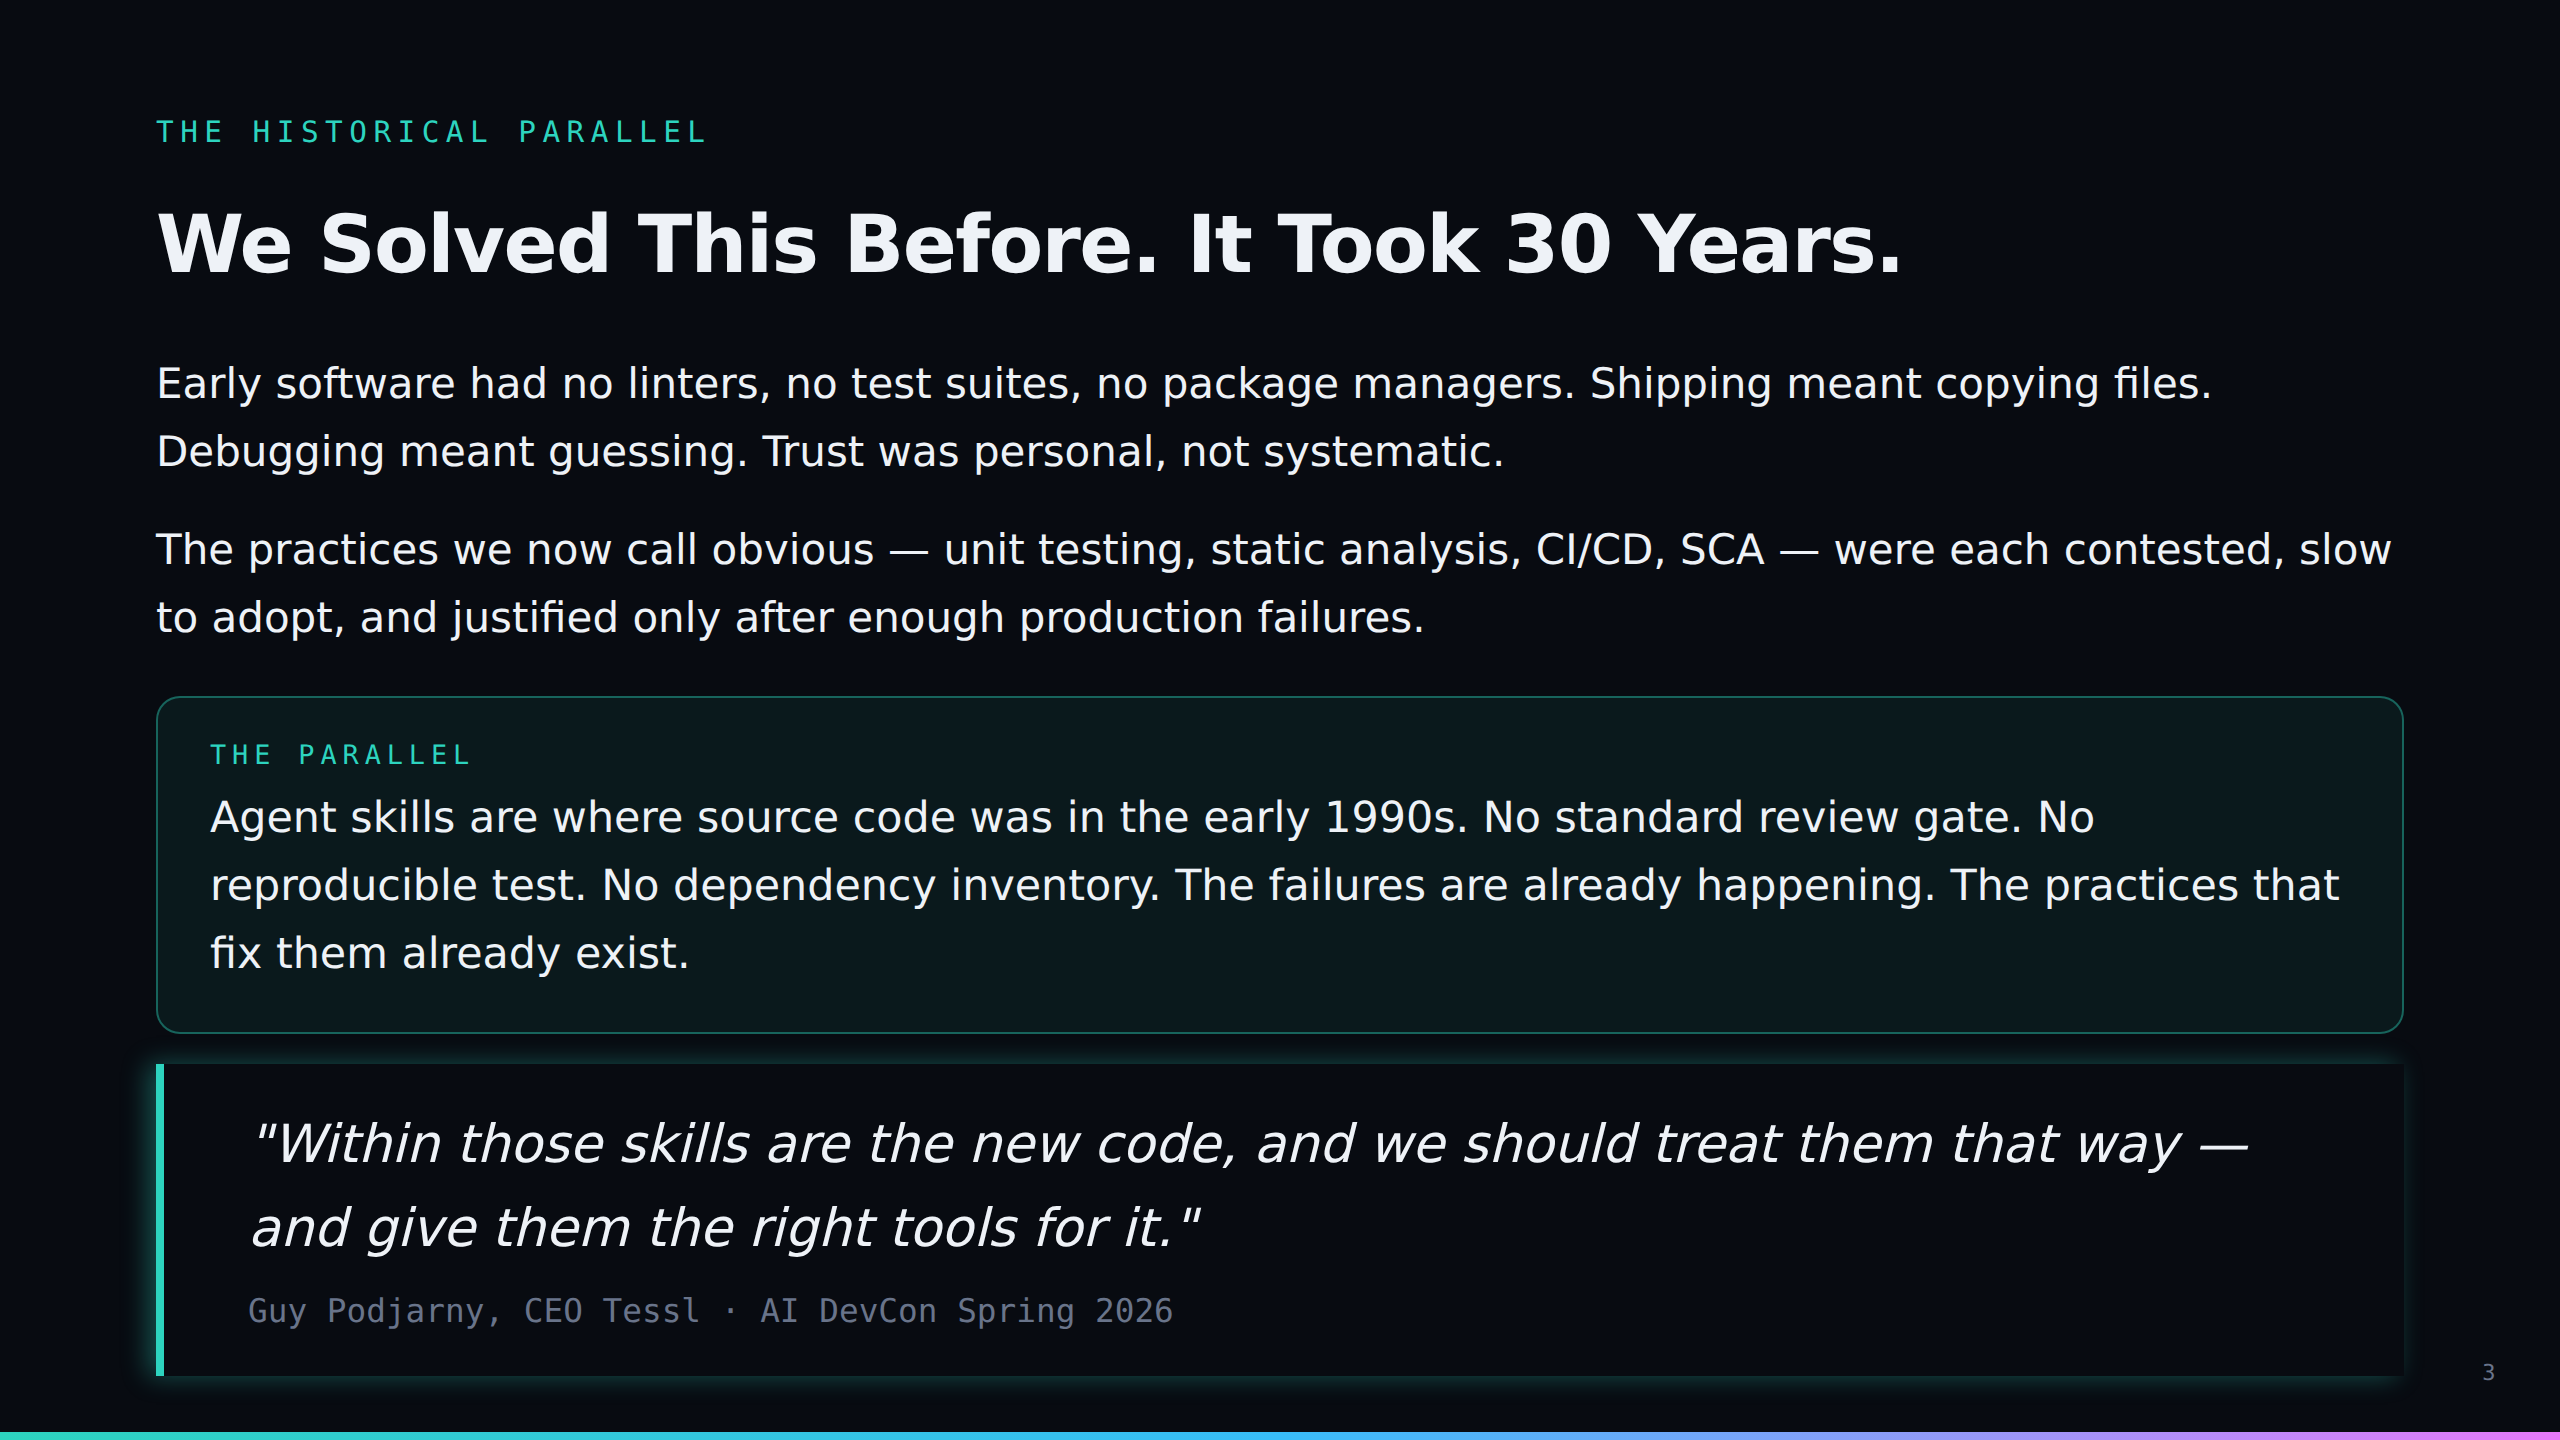 THE HISTORICAL PARALLEL
We Solved This Before. It Took 30 Years.
Early software had no linters, no test suites, no package managers. Shipping meant copying files.
Debugging meant guessing. Trust was personal, not systematic.
The practices we now call obvious — unit testing, static analysis, CI/CD, SCA — were each contested, slow
to adopt, and justified only after enough production failures.
THE PARALLEL
Agent skills are where source code was in the early 1990s. No standard review gate. No
reproducible test. No dependency inventory. The failures are already happening. The practices that
fix them already exist.
"Within those skills are the new code, and we should treat them that way —
and give them the right tools for it."
Guy Podjarny, CEO Tessl · AI DevCon Spring 2026
3